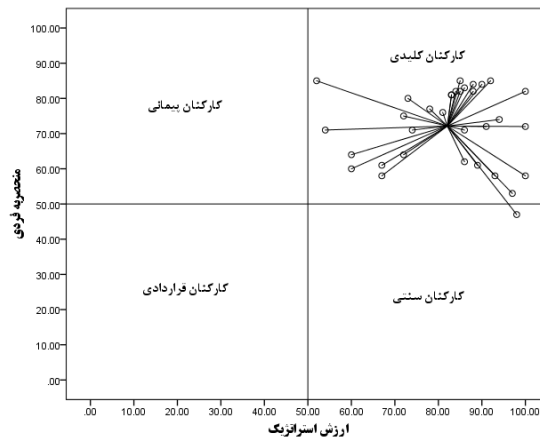 100.00
90.00
80.00
70.00
60.00
50.00
40.00
30.00
20.00
10.00
.00
منحصربه فردی
کارکنان کلیدی
کارکنان پیمانی
کارکنان سنتی
کارکنان قراردادی
.00 10.00 20.00 30.00 40.00 50.00 60.00 70.00 80.00 90.00 100.00
ارزش استراتژیک